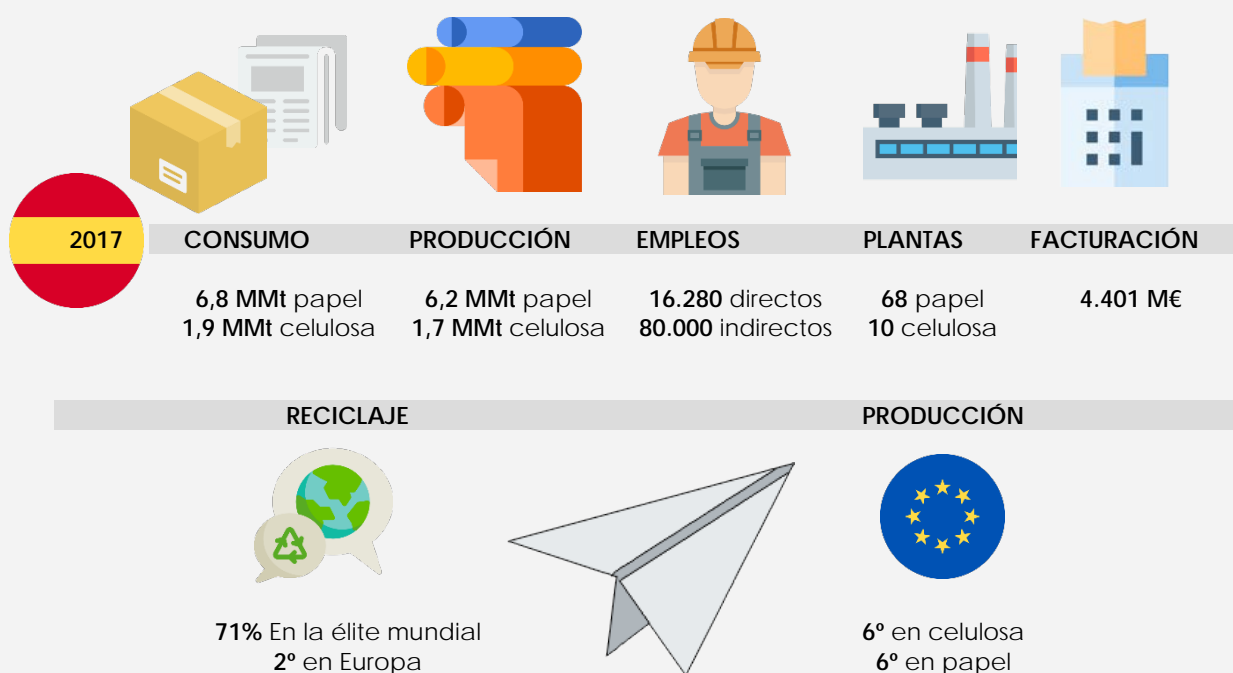 2017 CONSUMO PRODUCCIÓN EMPLEOS PLANTAS FACTURACIÓN
6,8 MMt papel 6,2 MMt papel 16.280 directos 68 papel 4.401 M€
1,9 MMt celulosa 1,7 MMt celulosa 80.000 indirectos 10 celulosa
RECICLAJE PRODUCCIÓN
71% En la élite mundial 6º en celulosa
2º en Europa 6º en papel